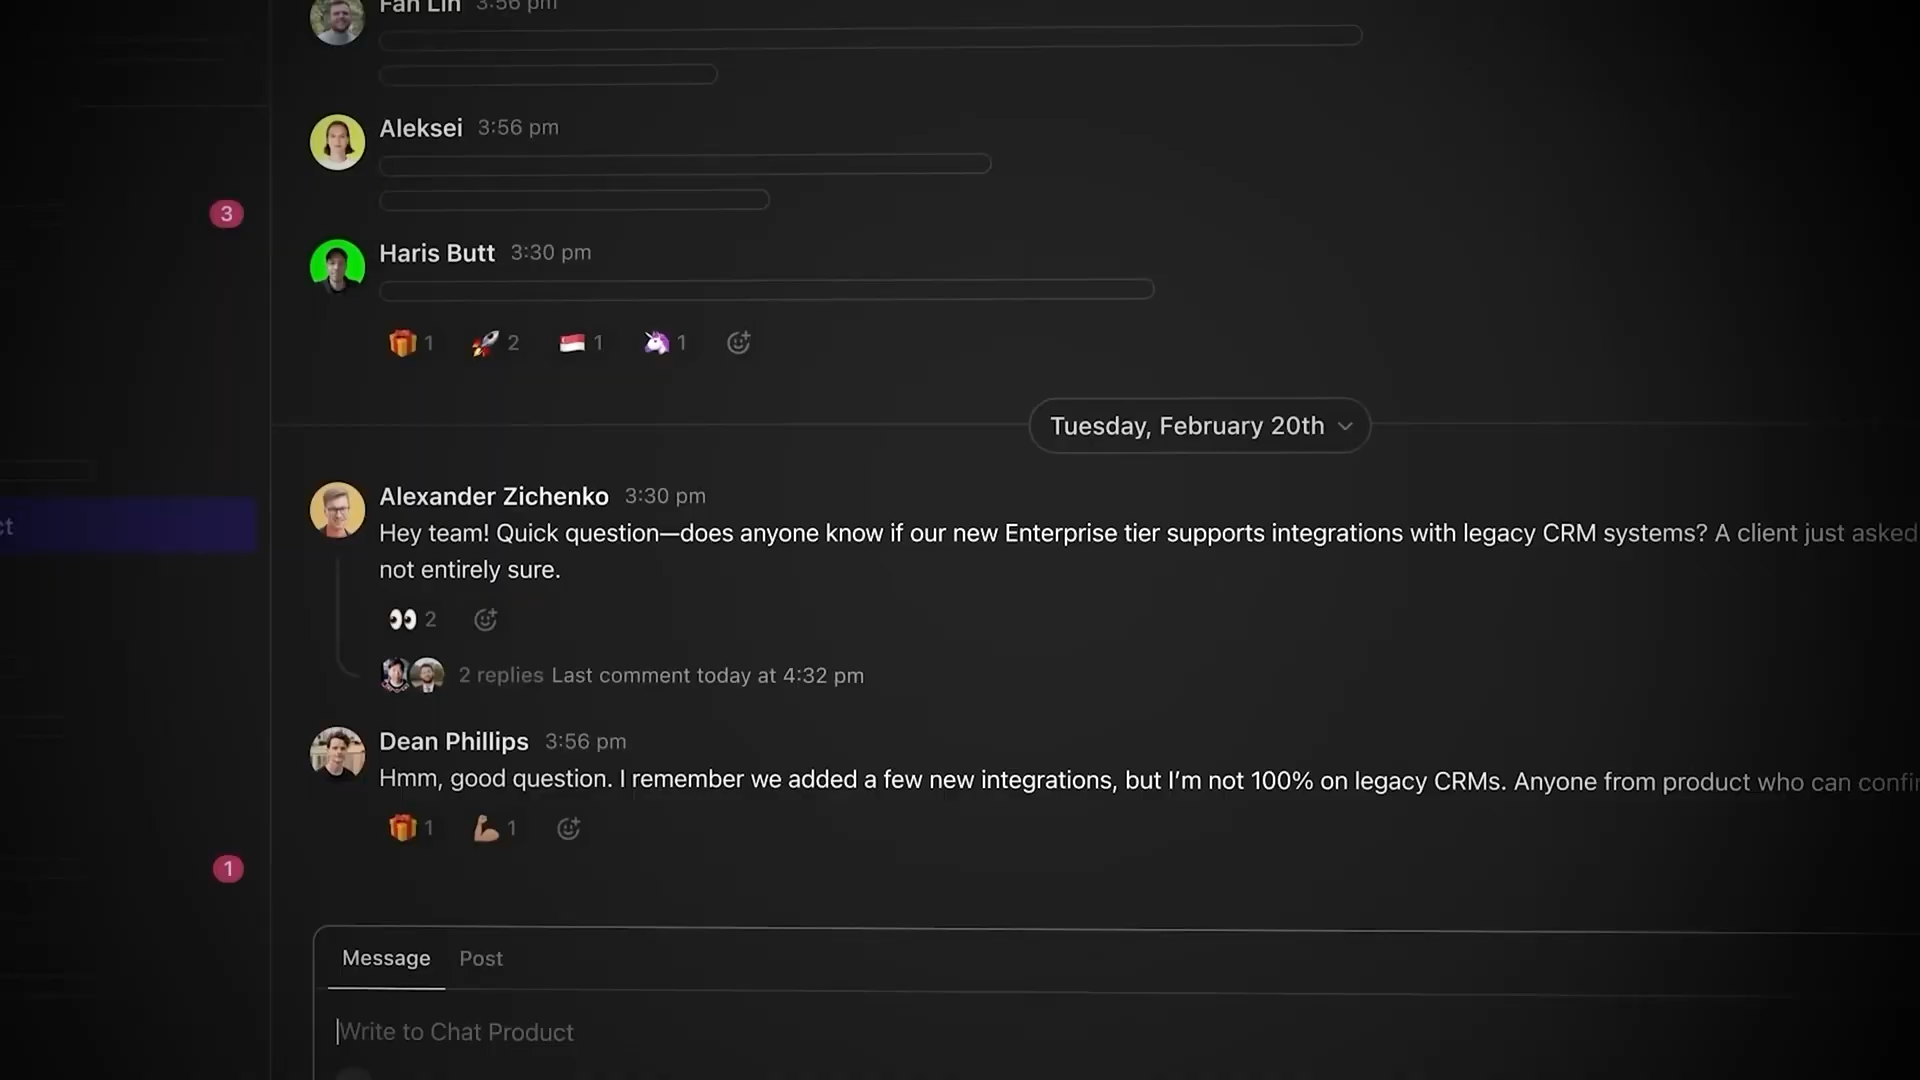 Fan Lin 3:56 pm
Aleksei 3:56 pm
3
Haris Butt 3:30 pm
1 2 1 1
Tuesday, February 20th
Alexander Zichenko 3:30 pm
Hey team! Quick question—does anyone know if our new Enterprise tier supports integrations with legacy CRM systems? A client just asked
not entirely sure.
2
2 replies Last comment today at 4:32 pm
Dean Phillips 3:56 pm
Hmm, good question. I remember we added a few new integrations, but I’m not 100% on legacy CRMs. Anyone from product who can confir
1 1
1
Message Post
Write to Chat Product